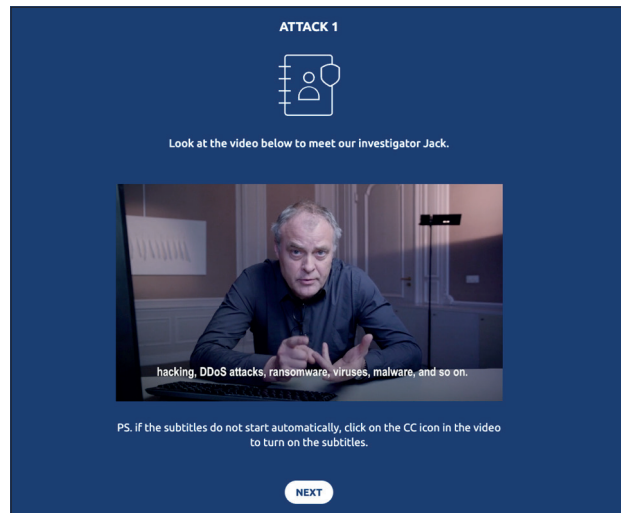 ATTACK 1
Look at the video below to meet our investigator Jack.
hacking, DDoS attacks, ransomware, viruses, malware, and so on.
PS. if the subtitles do not start automatically, click on the CC icon in the video
to turn on the subtitles.
NEXT